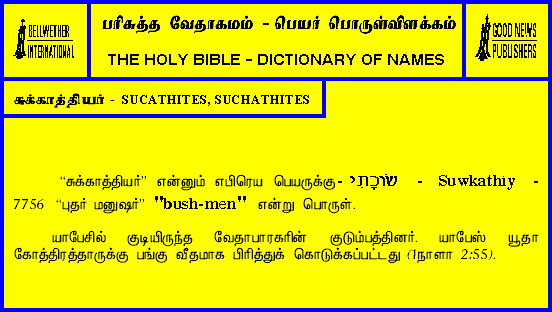 BELLWETHER
INTERNATIONAL
பரிசுத்த வேதாகமம் - பெயர் பொருள்விளக்கம்
THE HOLY BIBLE - DICTIONARY OF NAMES
GOOD NEWS
PUBLISHERS
சுக்காத்தியர் - SUCATHITES, SUCHATHITES
“சுக்காத்தியர்” என்னும் எபிரெய பெயருக்கு- שׂוּכָתִי - Suwkathiy -
7756 “புதர் மனுஷர்” "bush-men" என்று பொருள்.
யாபேசில் குடியிருந்த வேதாபாரகரின் குடும்பத்தினர். யாபேஸ் யூதா
கோத்திரத்தாருக்கு பங்கு வீதமாக பிரித்துக் கொடுக்கப்பட்டது (1நாளா 2:55).